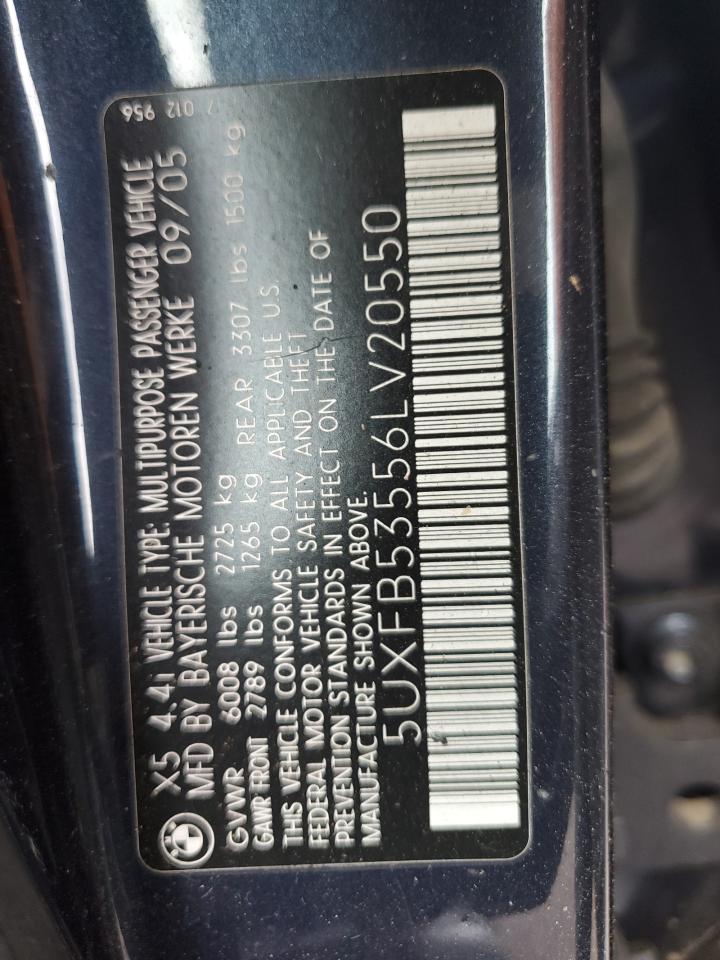 X5 4.4i VEHICLE TYPE: MULTIPURPOSE PASSENGER VEHICLE
MFD BY BAYERISCHE MOTOREN WERKE 09/05
GVWR 6008 lbs 2725 kg
GAWR FRONT 2789 lbs 1265 kg REAR 3307 lbs 1500 kg
THIS VEHICLE CONFORMS TO ALL APPLICABLE U.S.
FEDERAL MOTOR VEHICLE SAFETY AND THEFT
PREVENTION STANDARDS IN EFFECT ON THE DATE OF
MANUFACTURE SHOWN ABOVE.
5UXFB53556LV20550
012 956